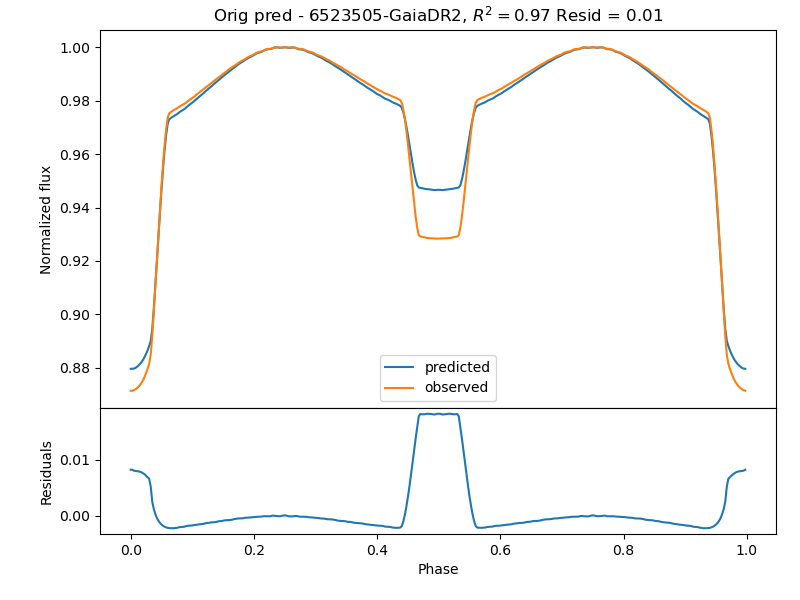 Orig pred - 6523505-GaiaDR2, $R^2 = 0.97$ Resid = 0.01
1.00
0.98
0.96
0.94
0.92
0.90
0.88
Normalized flux
predicted
observed
0.01
0.00
Residuals
0.0 0.2 0.4 0.6 0.8 1.0
Phase